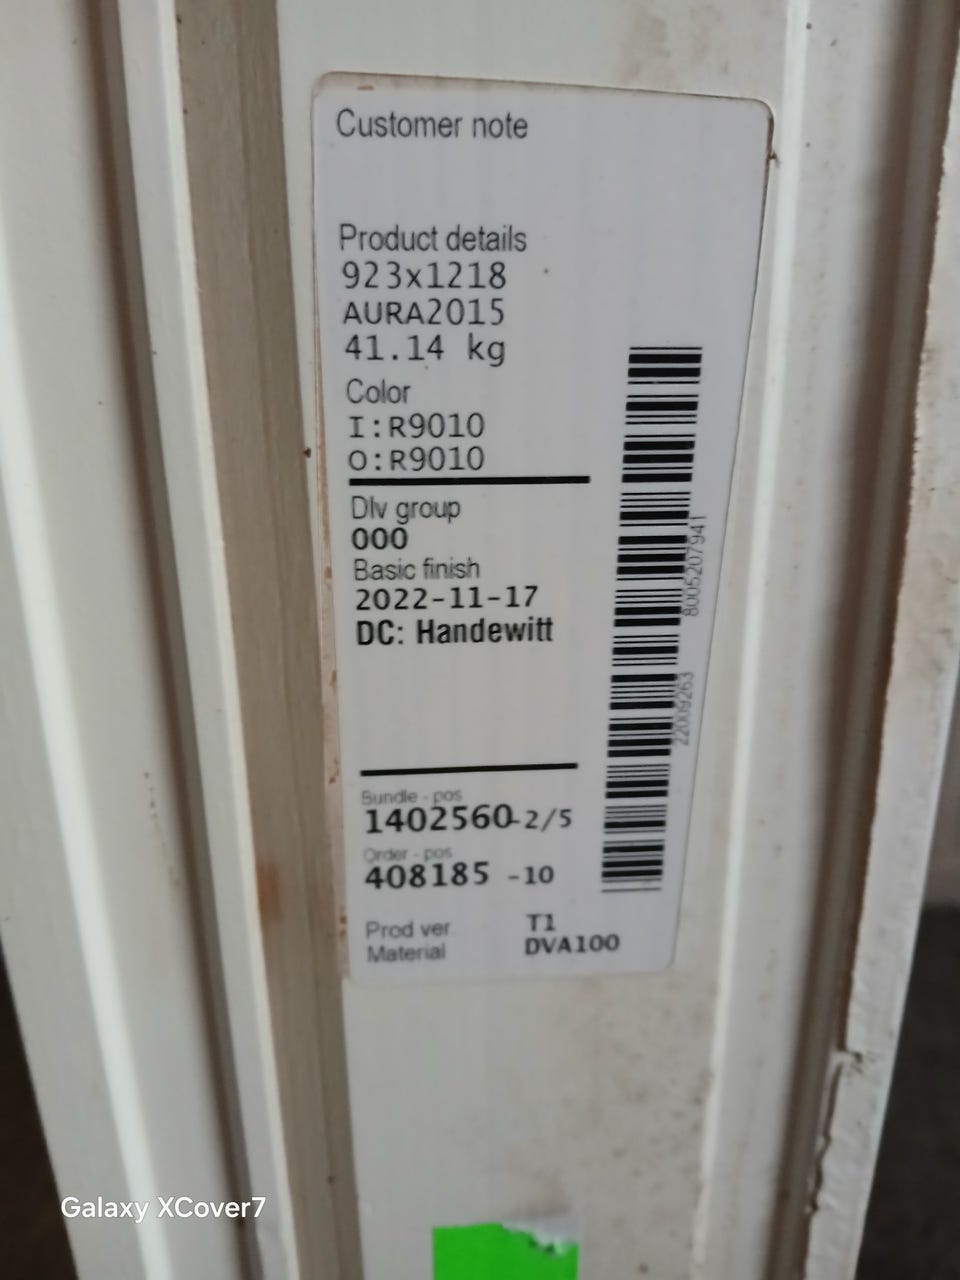 Customer note
Product details
923x1218
AURA2015
41.14 kg
Color
I:R9010
O:R9010
Dlv group
000
Basic finish
2022-11-17
DC: Handewitt
Bundle - pos
1402560-2/5
Order - pos
408185 -10
Prod ver T1
Material DVA100
8005207941
22009263
Galaxy XCover7